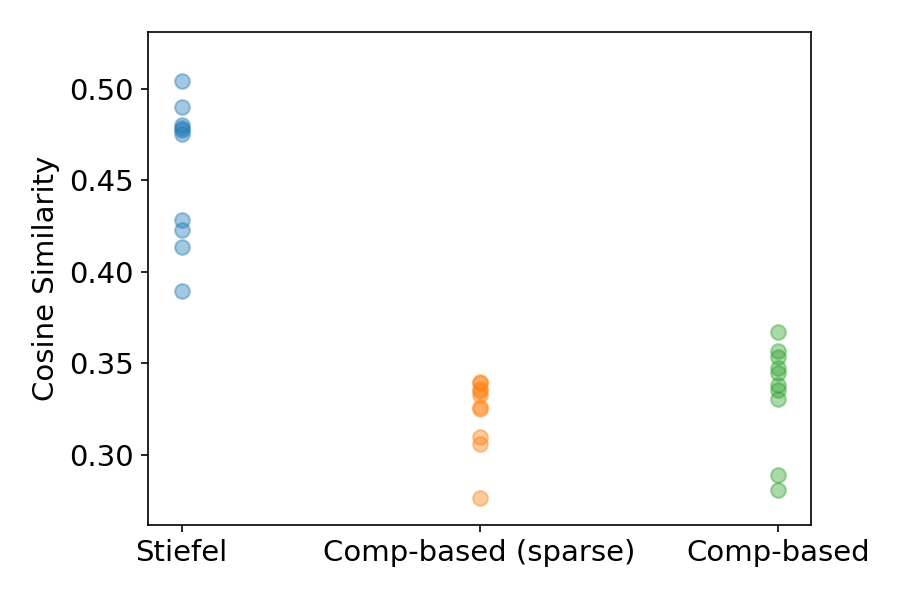 Cosine Similarity
0.50
0.45
0.40
0.35
0.30
Stiefel
Comp-based (sparse)
Comp-based